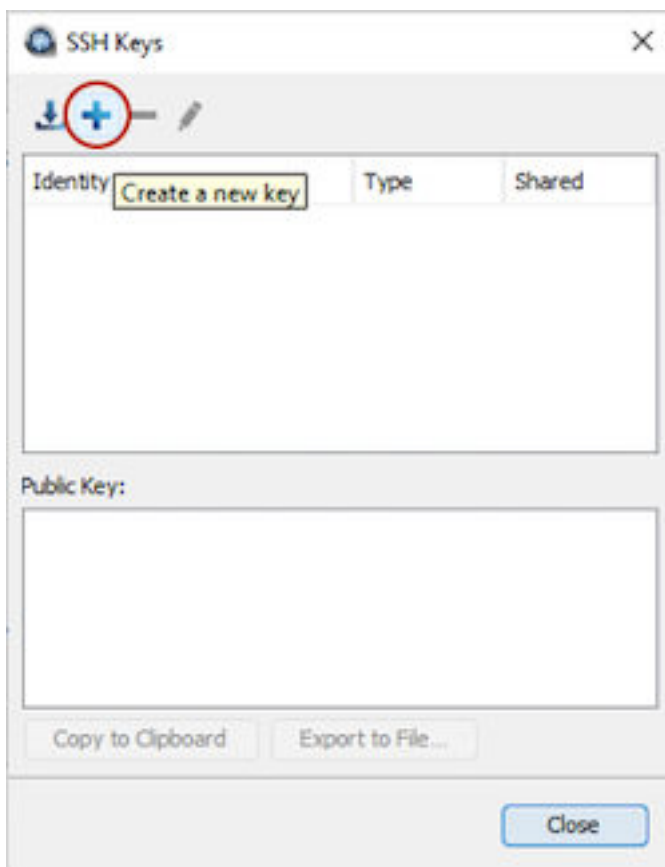 SSH Keys
Identity Type Shared
Create a new key
Public Key:
Copy to Clipboard Export to File...
Close